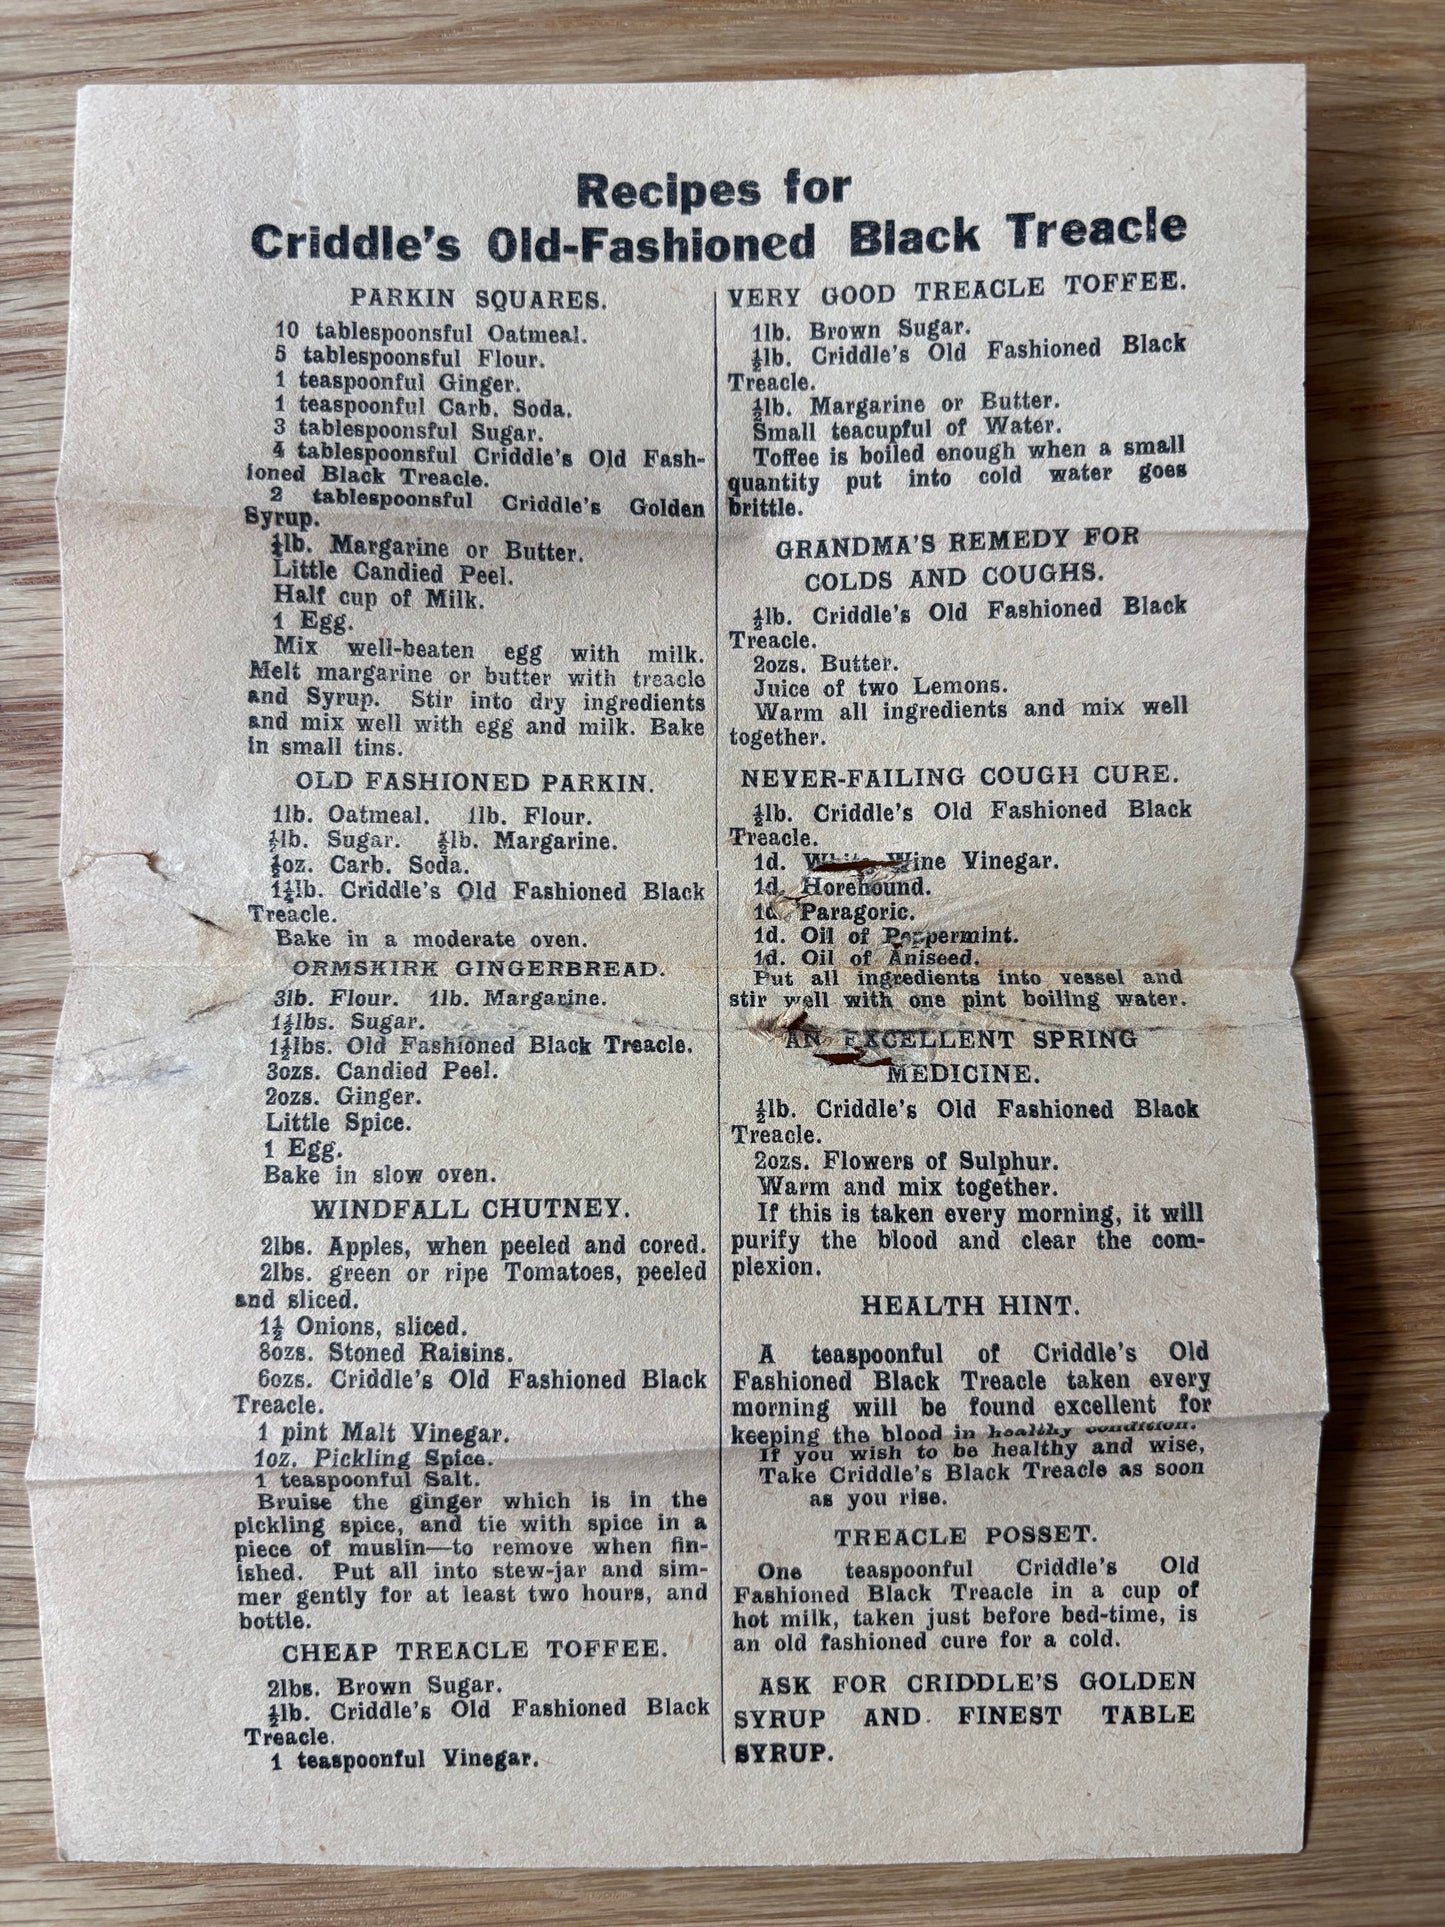 Recipes for
Criddle's Old-Fashioned Black Treacle
PARKIN SQUARES.
10 tablespoonsful Oatmeal.
5 tablespoonsful Flour.
1 teaspoonful Ginger.
1 teaspoonful Carb. Soda.
3 tablespoonsful Sugar.
4 tablespoonsful Criddle's Old Fash-
ioned Black Treacle.
2 tablespoonsful Criddle's Golden
Syrup.
lb. Margarine or Butter.
Little Candied Peel.
Half cup of Milk.
1 Egg.
Mix well-beaten egg with milk.
Melt margarine or butter with treacle
and Syrup. Stir into dry ingredients
and mix well with egg and milk. Bake
in small tins.
OLD FASHIONED PARKIN.
1lb. Oatmeal. 1lb. Flour.
lb. Sugar. ½lb. Margarine.
oz. Carb. Soda.
lb. Criddle's Old Fashioned Black
Treacle.
Bake in a moderate oven.
ORMSKIRK GINGERBREAD.
3lb. Flour. 1lb. Margarine.
lbs. Sugar.
lbs. Old Fashioned Black Treacle.
3ozs. Candied Peel.
2ozs. Ginger.
Little Spice.
1 Egg.
Bake in slow oven.
WINDFALL CHUTNEY.
2lbs. Apples, when peeled and cored.
2lbs. green or ripe Tomatoes, peeled
and sliced.
1½ Onions, sliced.
8ozs. Stoned Raisins.
6ozs. Criddle's Old Fashioned Black
Treacle.
1 pint Malt Vinegar.
1oz. Pickling Spice.
1 teaspoonful Salt.
Bruise the ginger which is in the
pickling spice, and tie with spice in a
piece of muslin—to remove when fin-
ished. Put all into stew-jar and sim-
mer gently for at least two hours, and
bottle.
CHEAP TREACLE TOFFEE.
2lbs. Brown Sugar.
½lb. Criddle's Old Fashioned Black
Treacle.
1 teaspoonful Vinegar.
VERY GOOD TREACLE TOFFEE.
1lb. Brown Sugar.
½lb. Criddle's Old Fashioned Black
Treacle.
½lb. Margarine or Butter.
Small teacupful of Water.
Toffee is boiled enough when a small
quantity put into cold water goes
brittle.
GRANDMA'S REMEDY FOR
COLDS AND COUGHS.
½lb. Criddle's Old Fashioned Black
Treacle.
2ozs. Butter.
Juice of two Lemons.
Warm all ingredients and mix well
together.
NEVER-FAILING COUGH CURE.
½lb. Criddle's Old Fashioned Black
Treacle.
1d. White Wine Vinegar.
1d. Horehound.
1d. Paragoric.
1d. Oil of Peppermint.
1d. Oil of Aniseed.
Put all ingredients into vessel and
stir well with one pint boiling water.
AN EXCELLENT SPRING
MEDICINE.
½lb. Criddle's Old Fashioned Black
Treacle.
2ozs. Flowers of Sulphur.
Warm and mix together.
If this is taken every morning, it will
purify the blood and clear the com-
plexion.
HEALTH HINT.
A teaspoonful of Criddle's Old
Fashioned Black Treacle taken every
morning will be found excellent for
keeping the blood in healthy condition.
If you wish to be healthy and wise,
Take Criddle's Black Treacle as soon
as you rise.
TREACLE POSSET.
One teaspoonful Criddle's Old
Fashioned Black Treacle in a cup of
hot milk, taken just before bed-time, is
an old fashioned cure for a cold.
ASK FOR CRIDDLE'S GOLDEN
SYRUP AND FINEST TABLE
SYRUP.